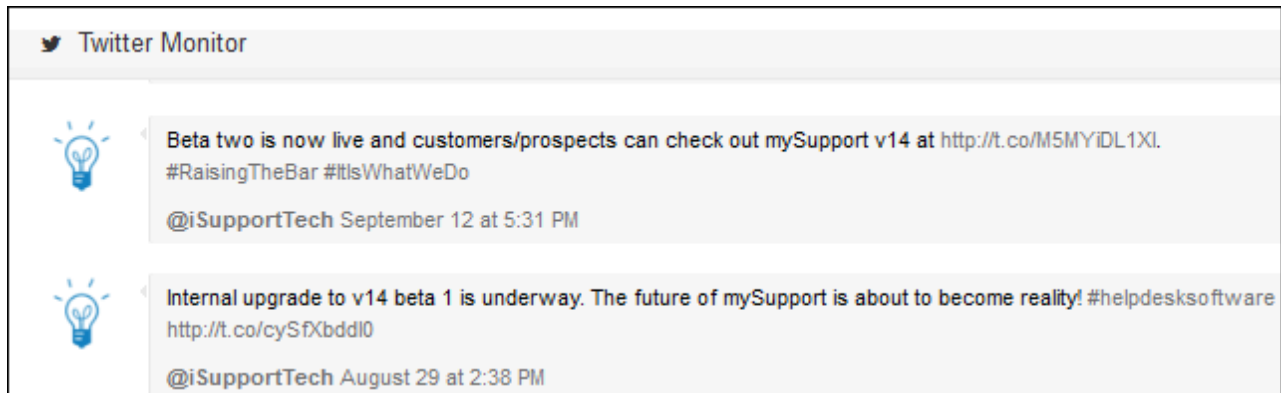 Twitter Monitor
Beta two is now live and customers/prospects can check out mySupport v14 at http://t.co/M5MYiDL1Xl.
#RaisingTheBar #ItIsWhatWeDo
@iSupportTech September 12 at 5:31 PM
Internal upgrade to v14 beta 1 is underway. The future of mySupport is about to become reality! #helpdesksoftware
http://t.co/cySfXbddl0
@iSupportTech August 29 at 2:38 PM